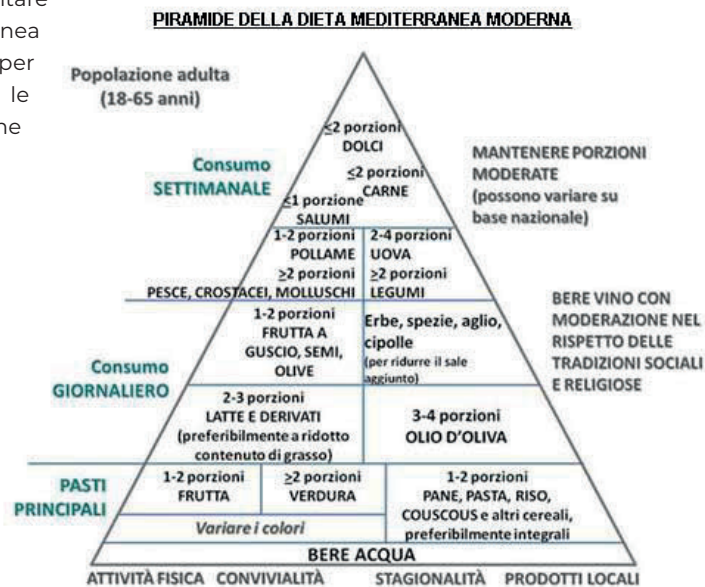 ntare
nea
per
le
ne
PIRAMIDE DELLA DIETA MEDITERRANEA MODERNA
Popolazione adulta
(18-65 anni)
≤2 porzioni
DOLCI
Consumo
SETTIMANALE
≤2 porzioni
CARNE
≤1 porzione
SALUMI
MANTENERE PORZIONI
MODERATE
(possono variare su
base nazionale)
1-2 porzioni
POLLAME
2-4 porzioni
UOVA
≥2 porzioni
PESCE, CROSTACEI, MOLLUSCHI
≥2 porzioni
LEGUMI
BERE VINO CON
MODERAZIONE NEL
RISPETTO DELLE
TRADIZIONI SOCIALI
E RELIGIOSE
Consumo
GIORNALIERO
1-2 porzioni
FRUTTA A
GUSCIO, SEMI,
OLIVE
Erbe, spezie, aglio,
cipolle
(per ridurre il sale
aggiunto)
2-3 porzioni
LATTE E DERIVATI
(preferibilmente a ridotto
contenuto di grasso)
3-4 porzioni
OLIO D'OLIVA
PASTI
PRINCIPALI
1-2 porzioni
FRUTTA
≥2 porzioni
VERDURA
Variare i colori
1-2 porzioni
PANE, PASTA, RISO,
COUSCOUS e altri cereali,
preferibilmente integrali
BERE ACQUA
ATTIVITÀ FISICA CONVIVIALITÀ STAGIONALITÀ PRODOTTI LOCALI